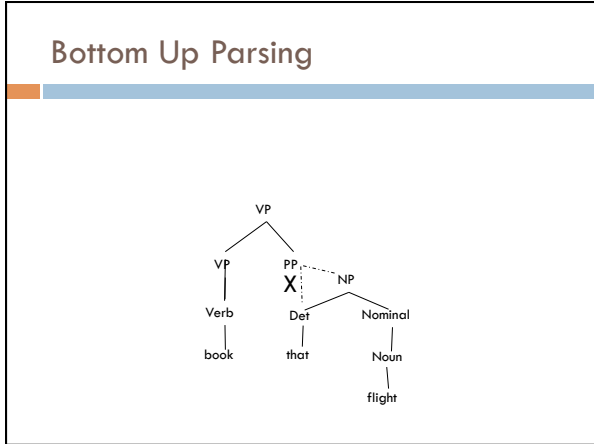 Bottom Up Parsing
VP
VP PP
NP
X
Verb Det Nominal
book that Noun
flight